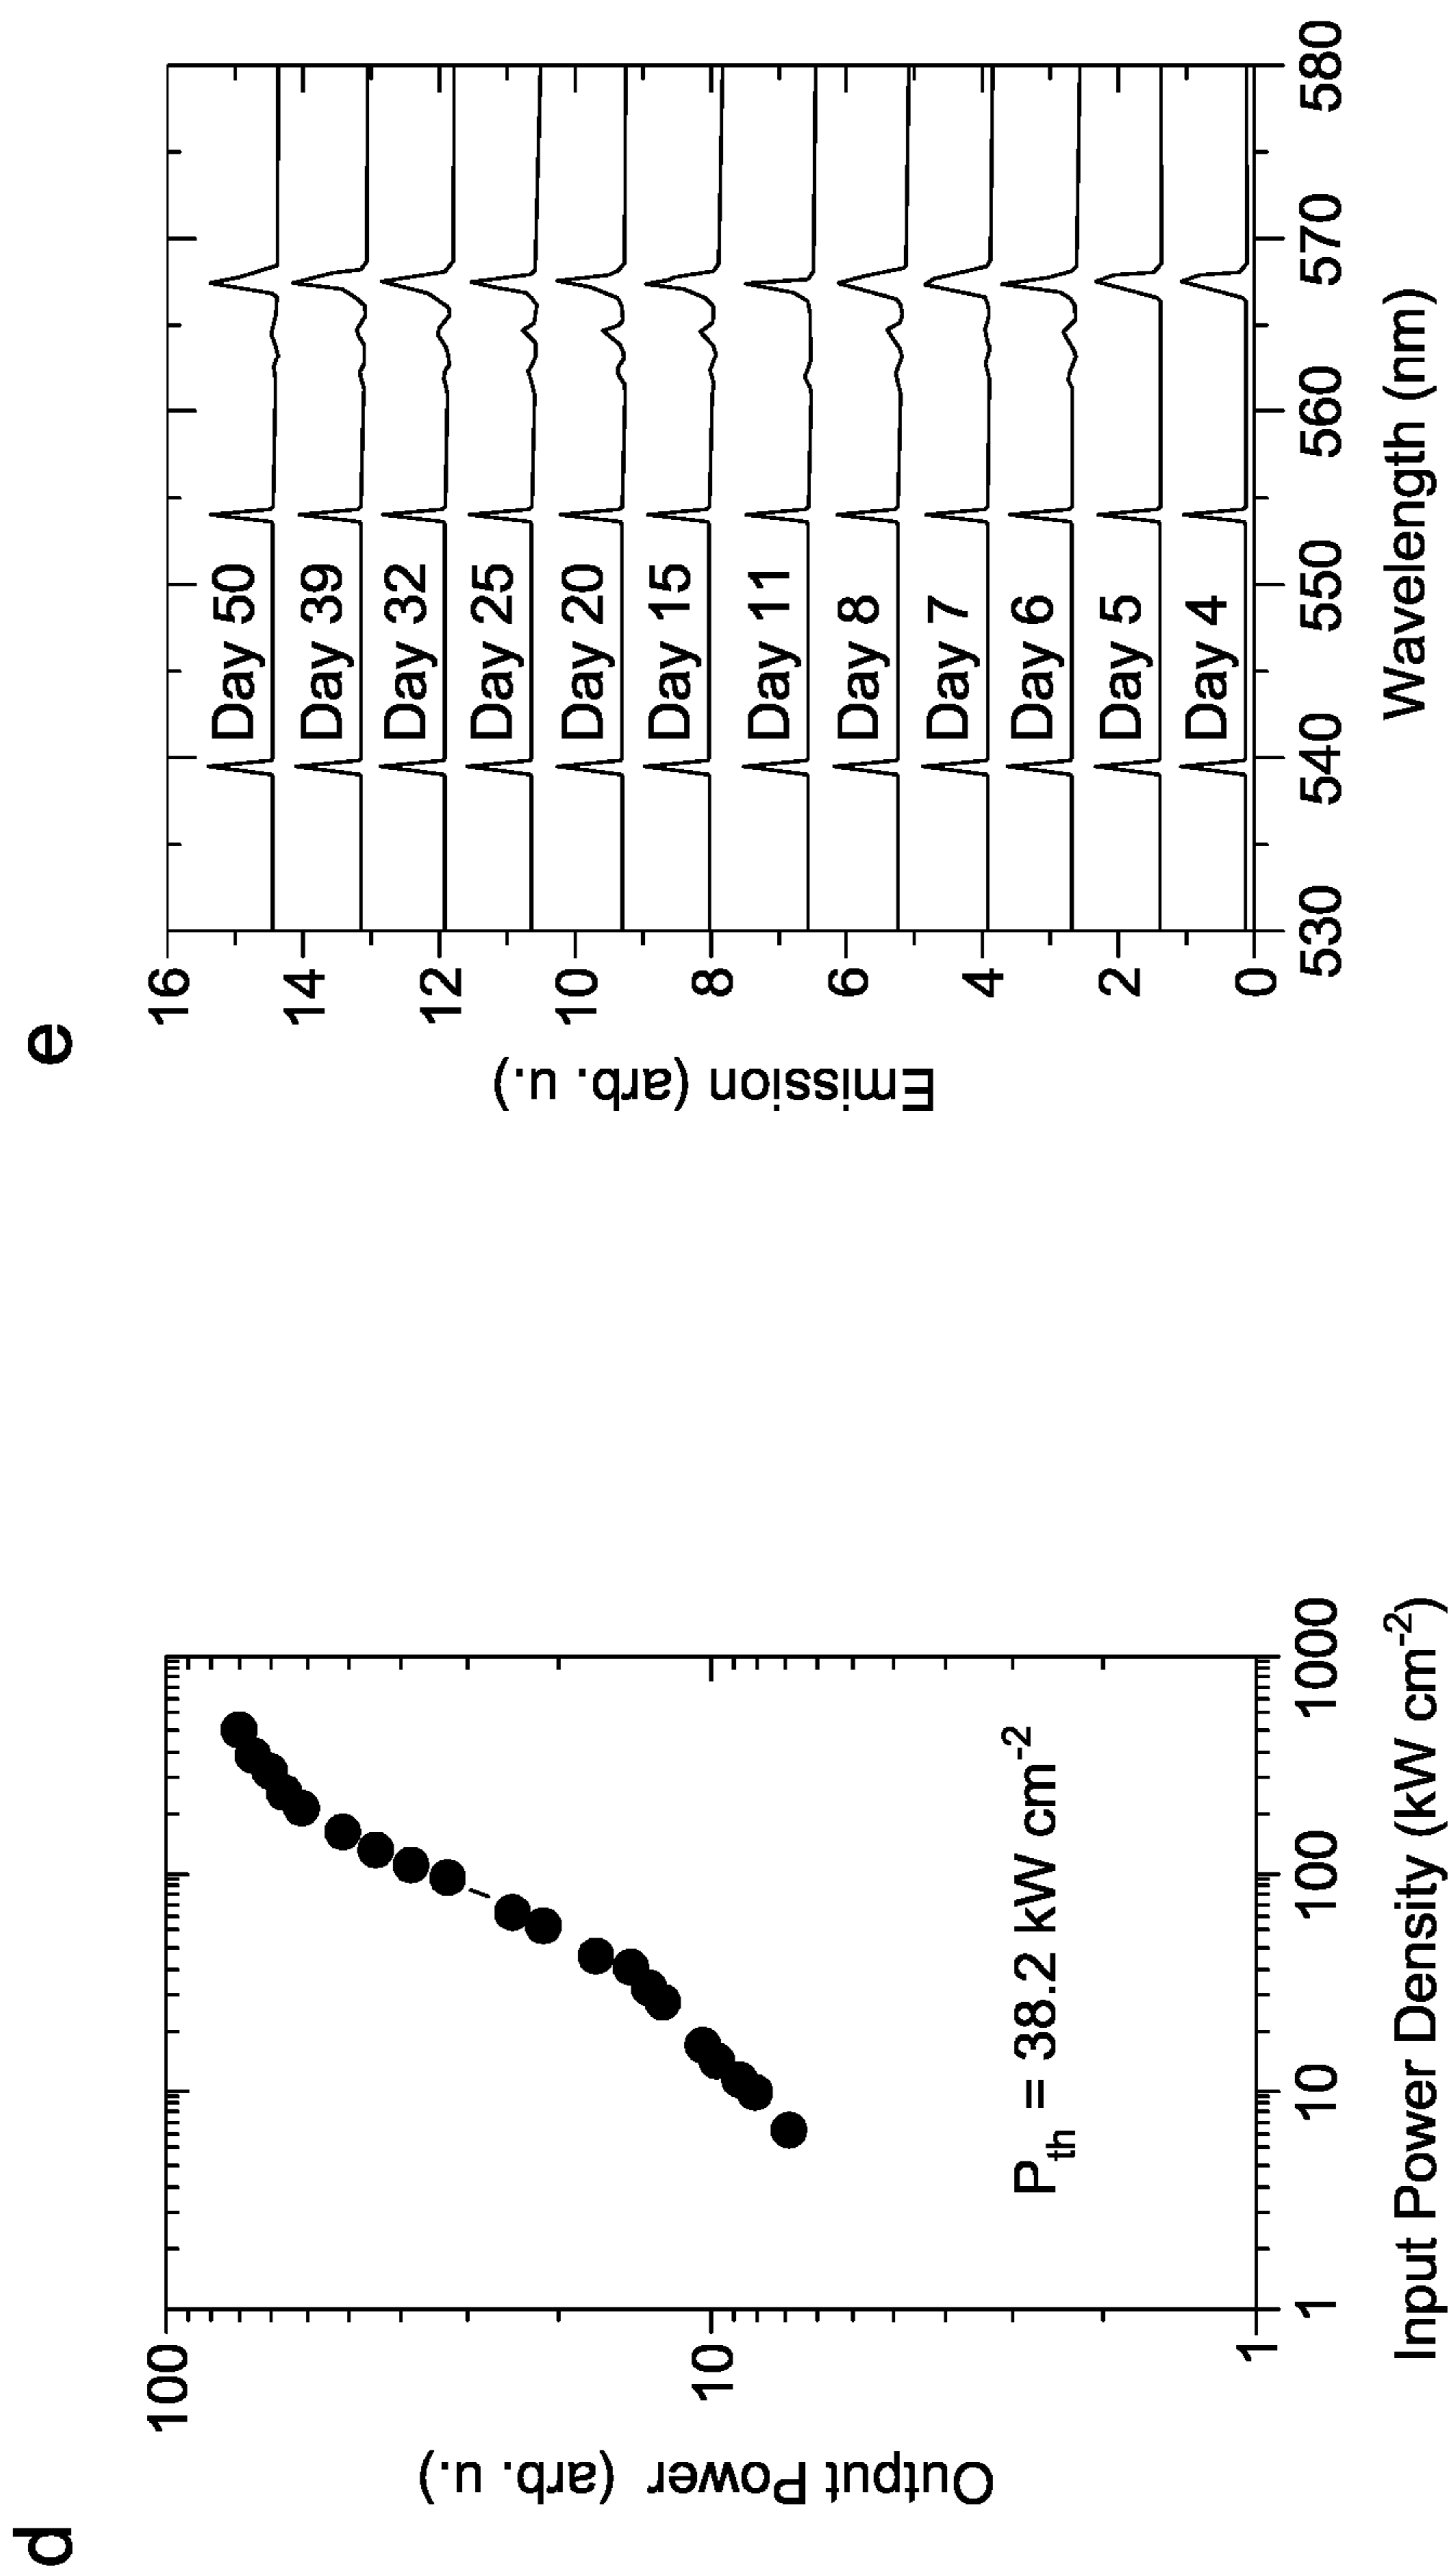 d
100
10
1
Output Power (arb. u.)
P_th = 38.2 kW cm^-2
1
10
100
1000
Input Power Density (kW cm^-2)
e
16
14
12
10
8
6
4
2
0
Emission (arb. u.)
Day 50
Day 39
Day 32
Day 25
Day 20
Day 15
Day 11
Day 8
Day 7
Day 6
Day 5
Day 4
530
540
550
560
570
580
Wavelength (nm)